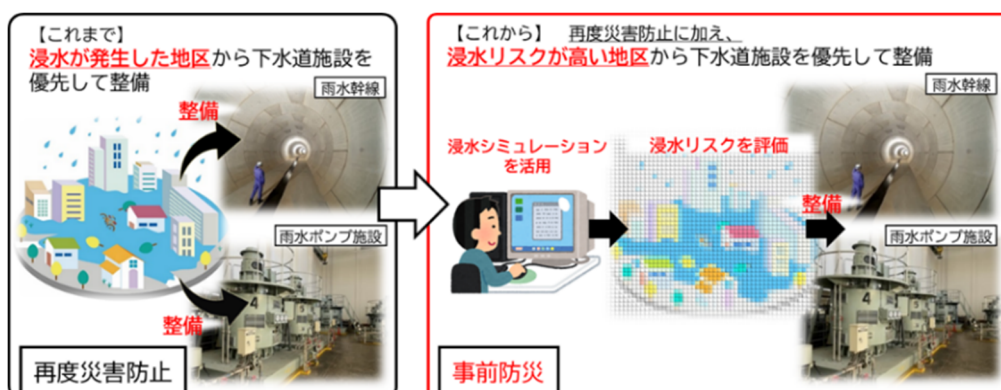 【これまで】
浸水が発生した地区から下水道施設を
優先して整備
雨水幹線
整備
雨水ポンプ施設
整備
4
再度災害防止
【これから】 再度災害防止に加え、
浸水リスクが高い地区から下水道施設を優先して整備
雨水幹線
浸水シミュレーション
を活用
浸水リスクを評価
整備
雨水ポンプ施設
4
事前防災